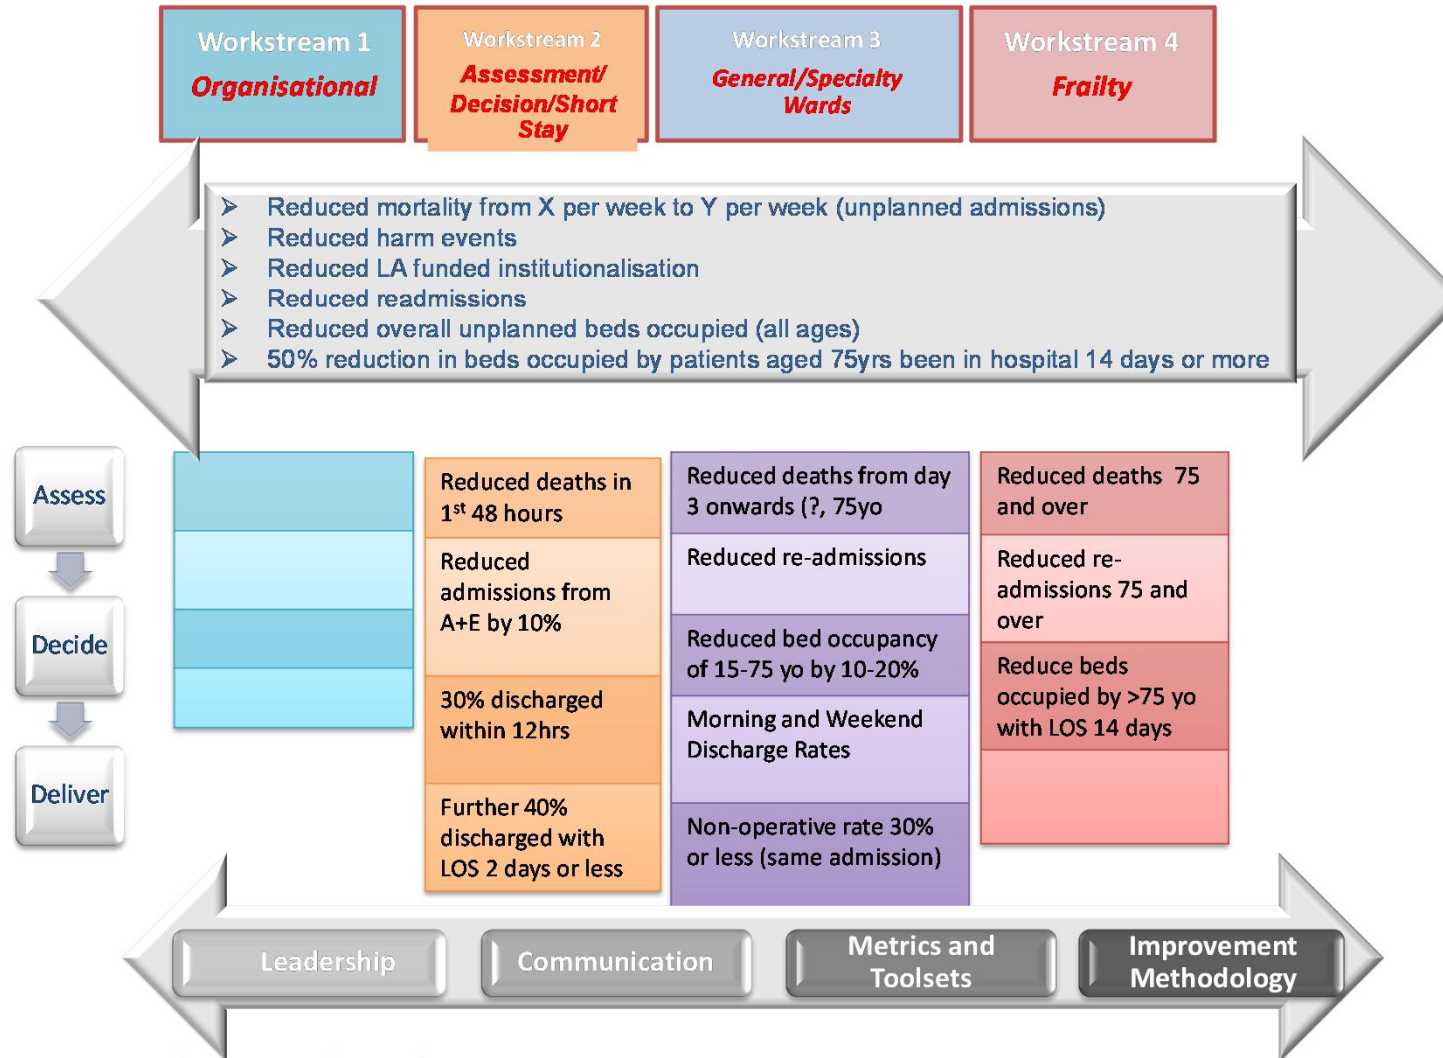 Workstream 1
Organisational
Workstream 2
Assessment/
Decision/Short
Stay
Workstream 3
General/Specialty
Wards
Workstream 4
Frailty
➢ Reduced mortality from X per week to Y per week (unplanned admissions)
➢ Reduced harm events
➢ Reduced LA funded institutionalisation
➢ Reduced readmissions
➢ Reduced overall unplanned beds occupied (all ages)
➢ 50% reduction in beds occupied by patients aged 75yrs been in hospital 14 days or more
Assess
Decide
Deliver
Reduced deaths in
1st 48 hours
Reduced
admissions from
A+E by 10%
30% discharged
within 12hrs
Further 40%
discharged with
LOS 2 days or less
Reduced deaths from day
3 onwards (?, 75yo
Reduced re-admissions
Reduced bed occupancy
of 15-75 yo by 10-20%
Morning and Weekend
Discharge Rates
Non-operative rate 30%
or less (same admission)
Reduced deaths 75
and over
Reduced re-
admissions 75 and
over
Reduce beds
occupied by >75 yo
with LOS 14 days
Leadership
Communication
Metrics and
Toolsets
Improvement
Methodology